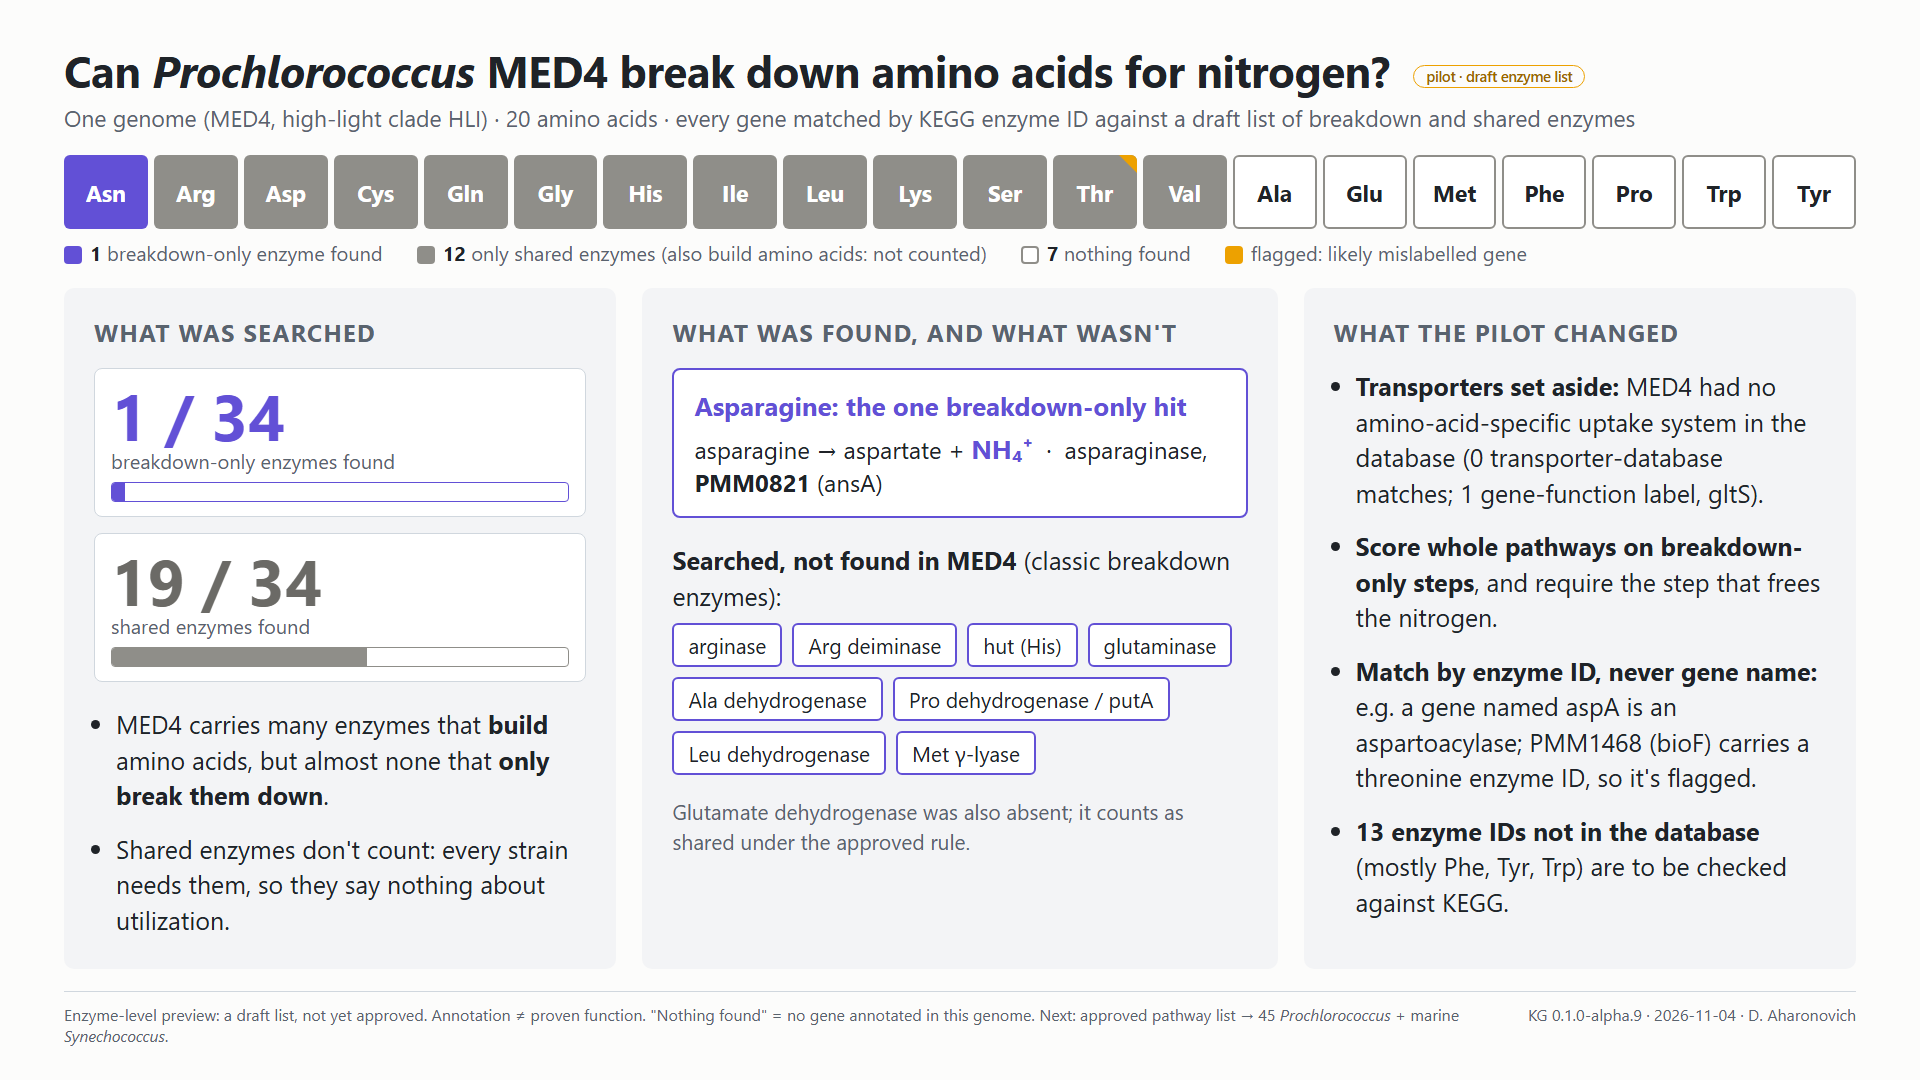 Can Prochlorococcus MED4 break down amino acids for nitrogen?
pilot · draft enzyme list
One genome (MED4, high-light clade HLI) · 20 amino acids · every gene matched by KEGG enzyme ID against a draft list of breakdown and shared enzymes
Asn Arg Asp Cys Gln Gly His Ile Leu Lys Ser Thr Val Ala Glu Met Phe Pro Trp Tyr
1 breakdown-only enzyme found
12 only shared enzymes (also build amino acids: not counted)
7 nothing found
flagged: likely mislabelled gene
WHAT WAS SEARCHED
1 / 34
breakdown-only enzymes found
19 / 34
shared enzymes found
• MED4 carries many enzymes that build
amino acids, but almost none that only
break them down.
• Shared enzymes don't count: every strain
needs them, so they say nothing about
utilization.
WHAT WAS FOUND, AND WHAT WASN'T
Asparagine: the one breakdown-only hit
asparagine → aspartate + NH₄⁺ · asparaginase,
PMM0821 (ansA)
Searched, not found in MED4 (classic breakdown
enzymes):
arginase
Arg deiminase
hut (His)
glutaminase
Ala dehydrogenase
Pro dehydrogenase / putA
Leu dehydrogenase
Met γ-lyase
Glutamate dehydrogenase was also absent; it counts as
shared under the approved rule.
WHAT THE PILOT CHANGED
• Transporters set aside: MED4 had no
amino-acid-specific uptake system in the
database (0 transporter-database
matches; 1 gene-function label, gltS).
• Score whole pathways on breakdown-
only steps, and require the step that frees
the nitrogen.
• Match by enzyme ID, never gene name:
e.g. a gene named aspA is an
aspartoacylase; PMM1468 (bioF) carries a
threonine enzyme ID, so it's flagged.
• 13 enzyme IDs not in the database
(mostly Phe, Tyr, Trp) are to be checked
against KEGG.
Enzyme-level preview: a draft list, not yet approved. Annotation ≠ proven function. "Nothing found" = no gene annotated in this genome. Next: approved pathway list → 45 Prochlorococcus + marine
Synechococcus.
KG 0.1.0-alpha.9 · 2026-11-04 · D. Aharonovich